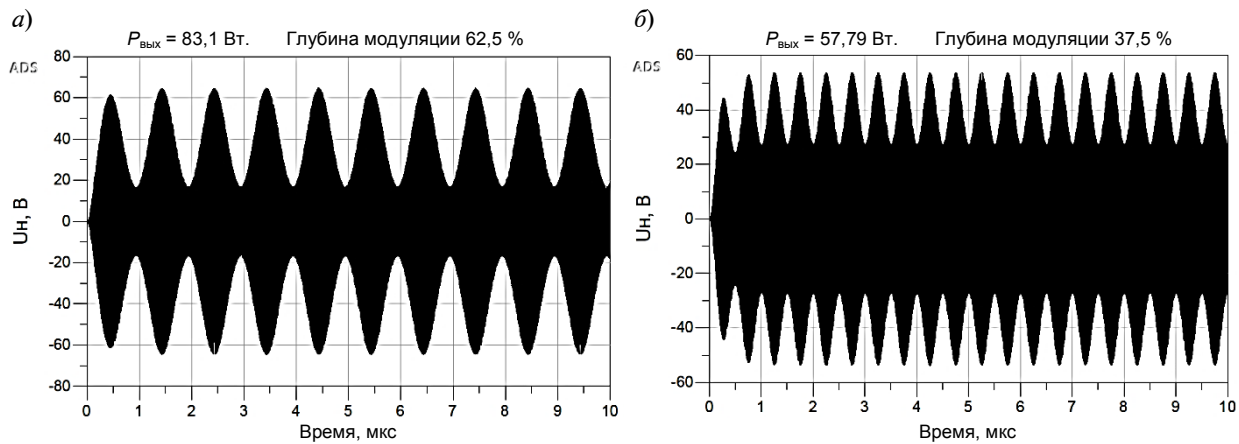 а)
Pвых = 83,1 Вт. Глубина модуляции 62,5 %
ADS
80
60
40
20
0
-20
-40
-60
-80
Uн, В
0 1 2 3 4 5 6 7 8 9 10
Время, мкс
б)
Pвых = 57,79 Вт. Глубина модуляции 37,5 %
ADS
60
40
20
0
-20
-40
-60
Uн, В
0 1 2 3 4 5 6 7 8 9 10
Время, мкс